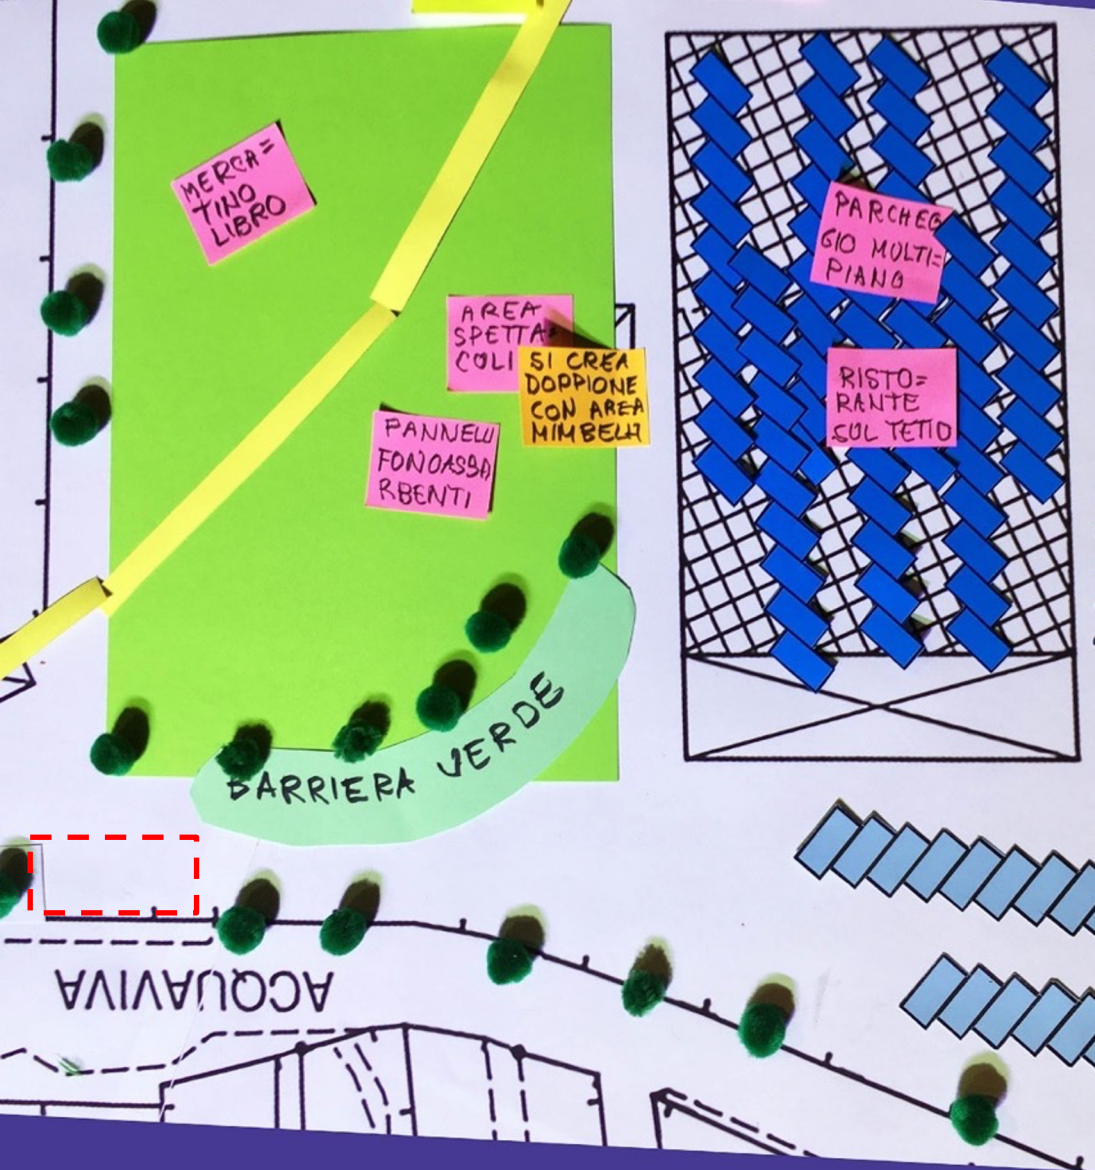 MERCA=
TINO
LIBRO
PARCHEG
GIO MULTI=
PIANO
AREA
SPETTA=
COLI
SI CREA
DOPPIONE
CON AREA
MIMBELLI
RISTO=
RANTE
SUL TETTO
PANNELLI
FONOASSO
RBENTI
BARRIERA VERDE
ACQUAVIVA